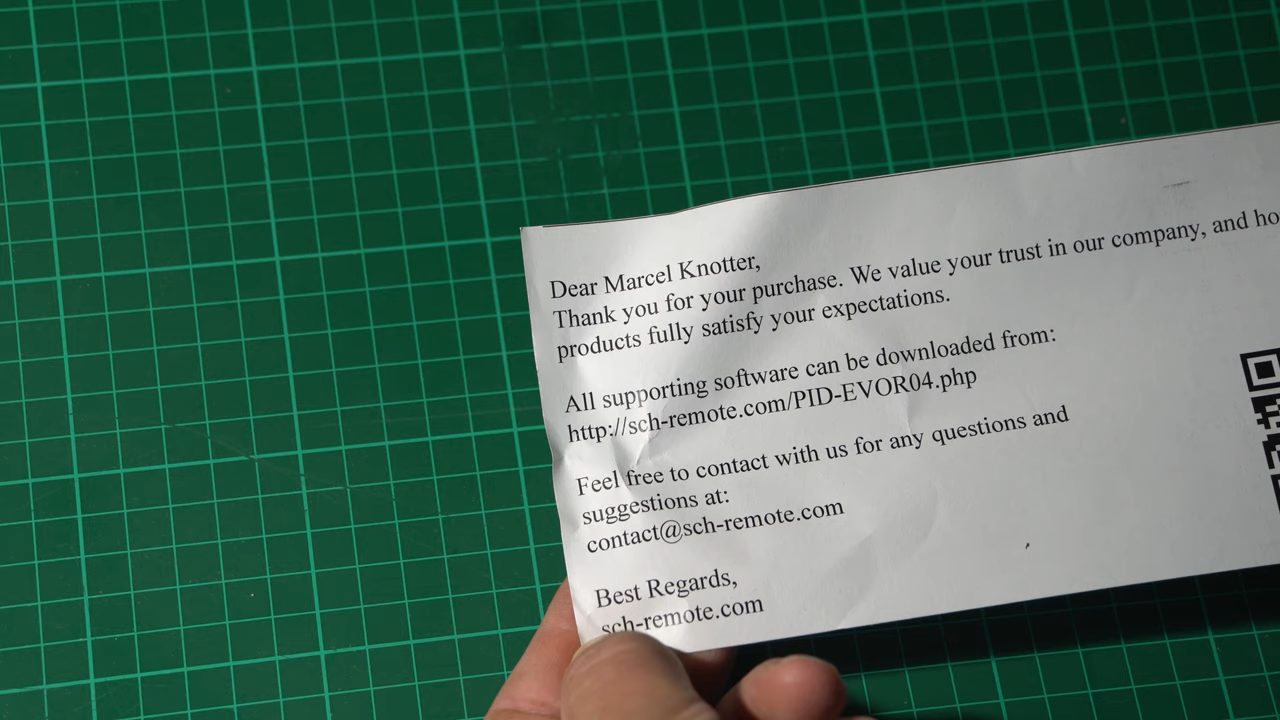 Dear Marcel Knotter,
Thank you for your purchase. We value your trust in our company, and
products fully satisfy your expectations.
All supporting software can be downloaded from:
http://sch-remote.com/PID-EVOR04.php
Feel free to contact with us for any questions and
suggestions at:
contact@sch-remote.com
Best Regards,
sch-remote.com